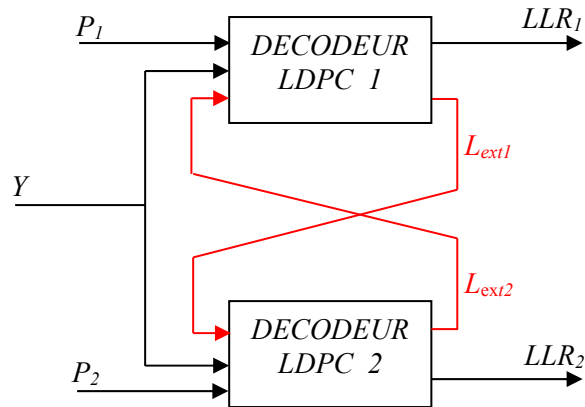 P1
DECODEUR
LDPC 1
LLR1
Lext1
Y
Lext2
DECODEUR
LDPC 2
P2
LLR2